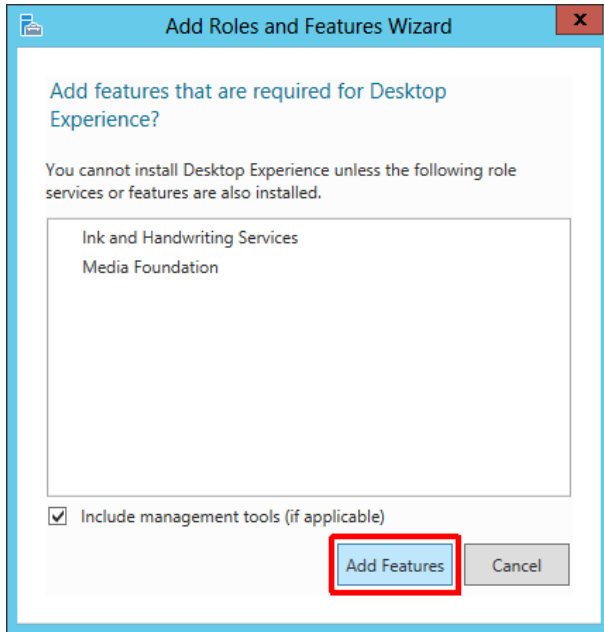 Add Roles and Features Wizard
x
Add features that are required for Desktop
Experience?
You cannot install Desktop Experience unless the following role
services or features are also installed.
Ink and Handwriting Services
Media Foundation
Include management tools (if applicable)
Add Features
Cancel